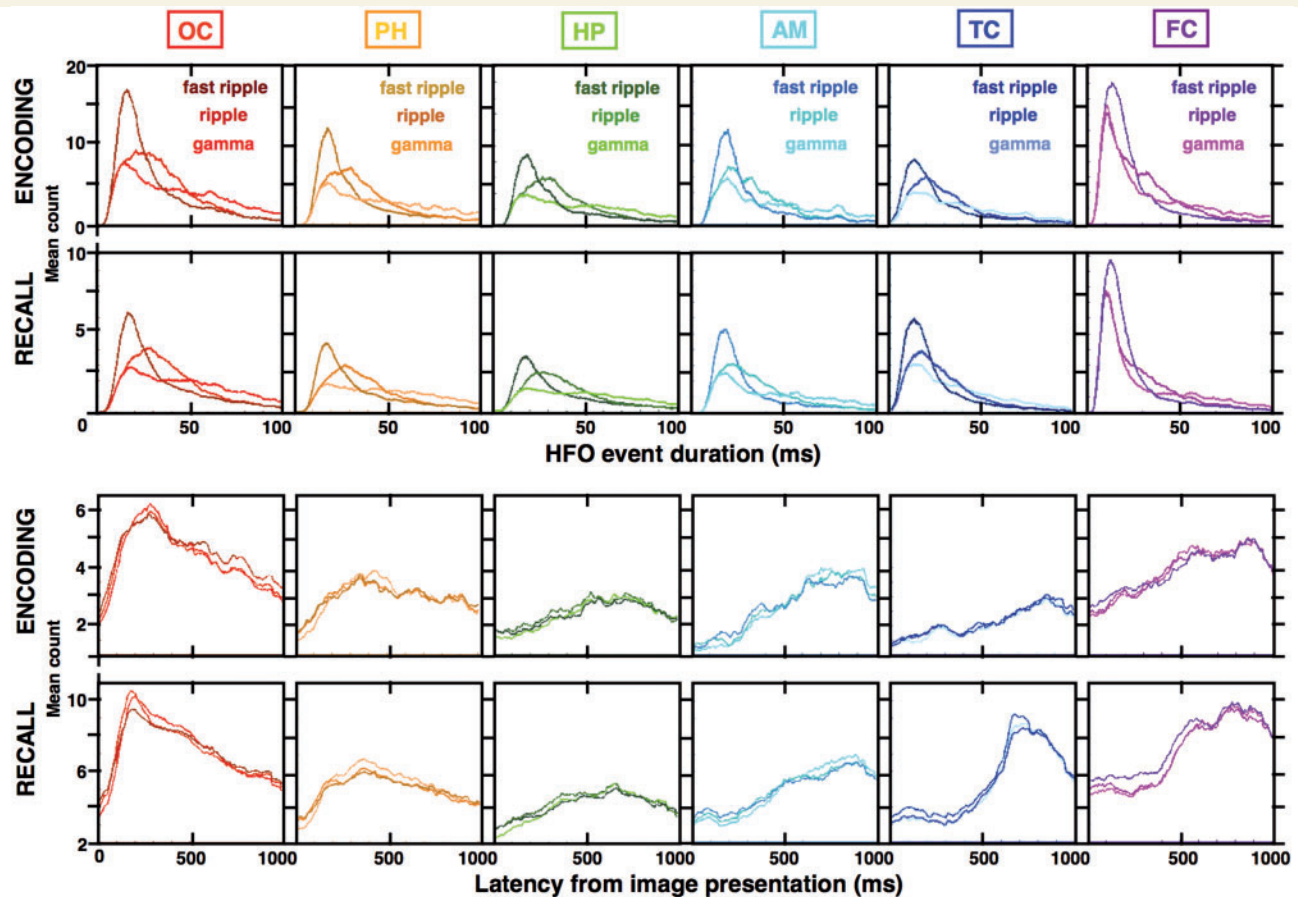 OC PH HP AM TC FC
ENCODING
20
10
0
fast ripple
ripple
gamma
fast ripple
ripple
gamma
fast ripple
ripple
gamma
fast ripple
ripple
gamma
fast ripple
ripple
gamma
fast ripple
ripple
gamma
Mean count
RECALL
10
5
0
50 100 50 100 50 100 50 100 50 100 50 100
HFO event duration (ms)
ENCODING
6
4
2
Mean count
RECALL
10
6
2
0 500 1000 500 1000 500 1000 500 1000 500 1000 500 1000
Latency from image presentation (ms)